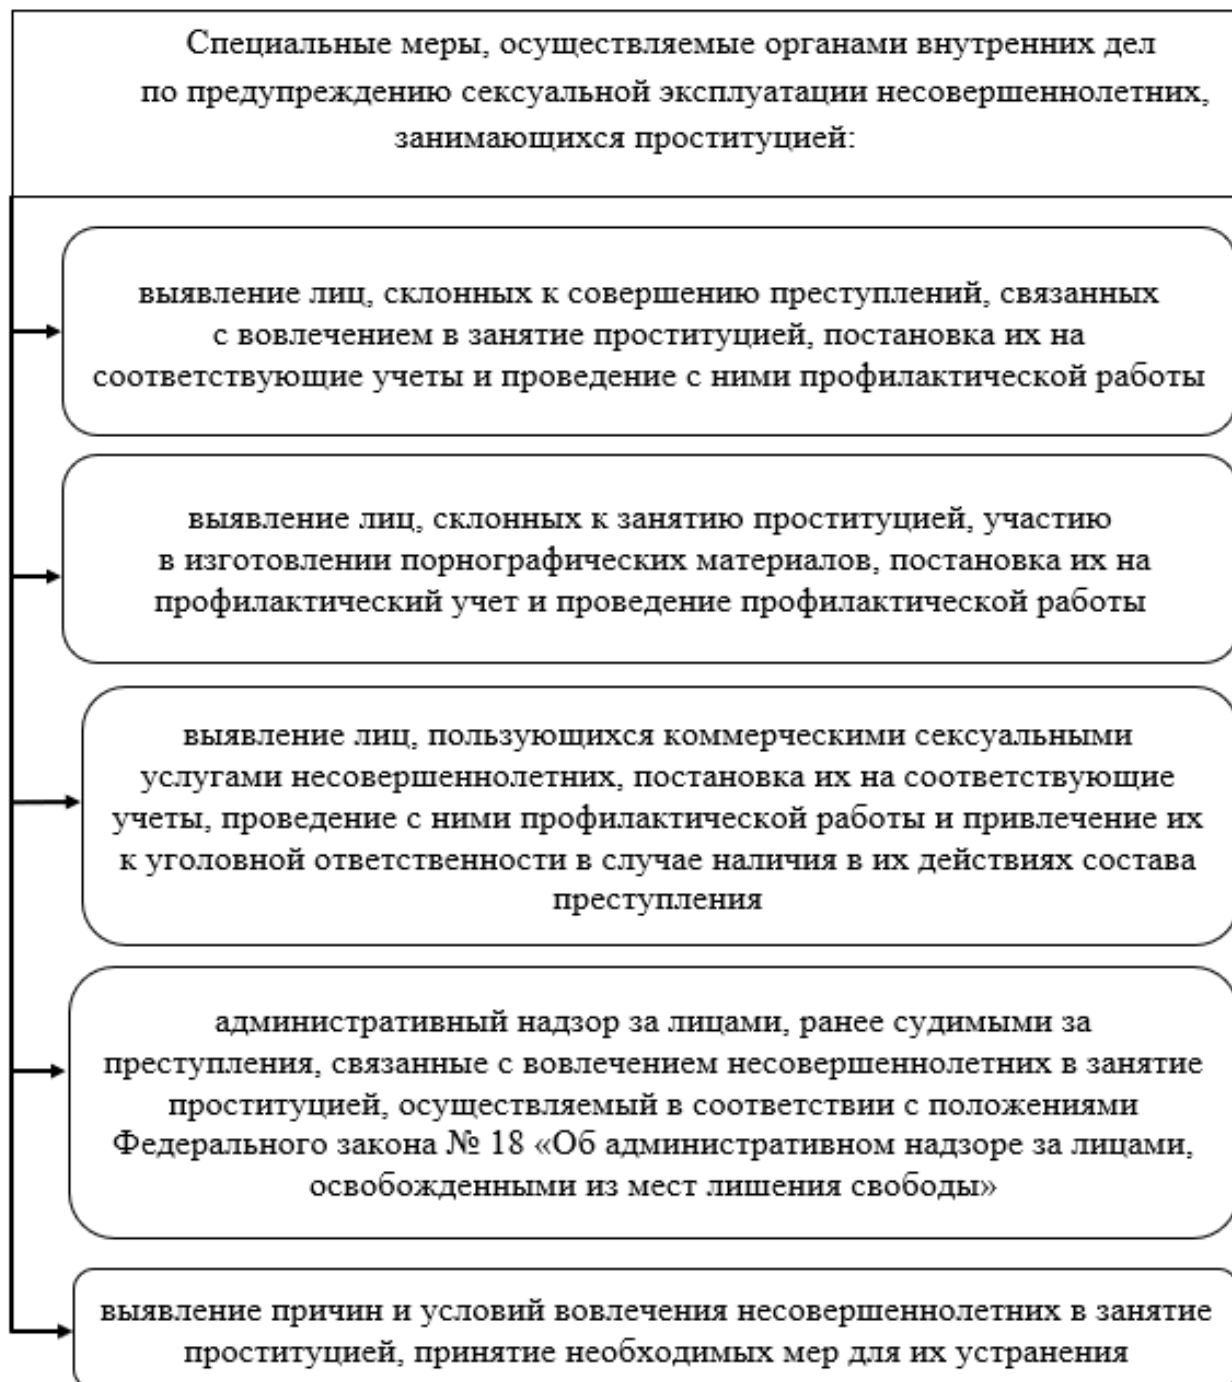 Специальные меры, осуществляемые органами внутренних дел
по предупреждению сексуальной эксплуатации несовершеннолетних,
занимающихся проституцией:
выявление лиц, склонных к совершению преступлений, связанных
с вовлечением в занятие проституцией, постановка их на
соответствующие учеты и проведение с ними профилактической работы
выявление лиц, склонных к занятию проституцией, участию
в изготовлении порнографических материалов, постановка их на
профилактический учет и проведение профилактической работы
выявление лиц, пользующихся коммерческими сексуальными
услугами несовершеннолетних, постановка их на соответствующие
учеты, проведение с ними профилактической работы и привлечение их
к уголовной ответственности в случае наличия в их действиях состава
преступления
административный надзор за лицами, ранее судимыми за
преступления, связанные с вовлечением несовершеннолетних в занятие
проституцией, осуществляемый в соответствии с положениями
Федерального закона № 18 «Об административном надзоре за лицами,
освобожденными из мест лишения свободы»
выявление причин и условий вовлечения несовершеннолетних в занятие
проституцией, принятие необходимых мер для их устранения